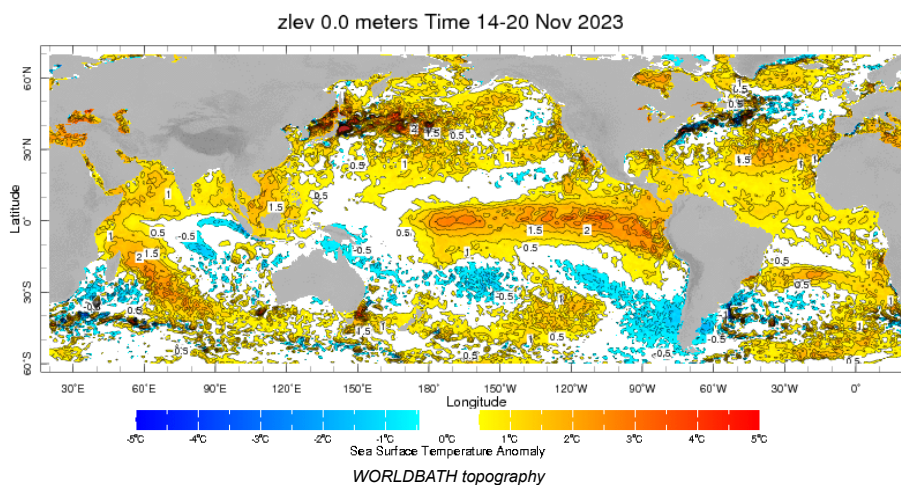 zlev 0.0 meters Time 14-20 Nov 2023
Latitude
60°N
30°N
0°
30°S
60°S
30°E 60°E 90°E 120°E 150°E 180° 150°W 120°W 90°W 60°W 30°W 0°
Longitude
-5°C -4°C -3°C -2°C -1°C 0°C 1°C 2°C 3°C 4°C 5°C
Sea Surface Temperature Anomaly
WORLDBATH topography